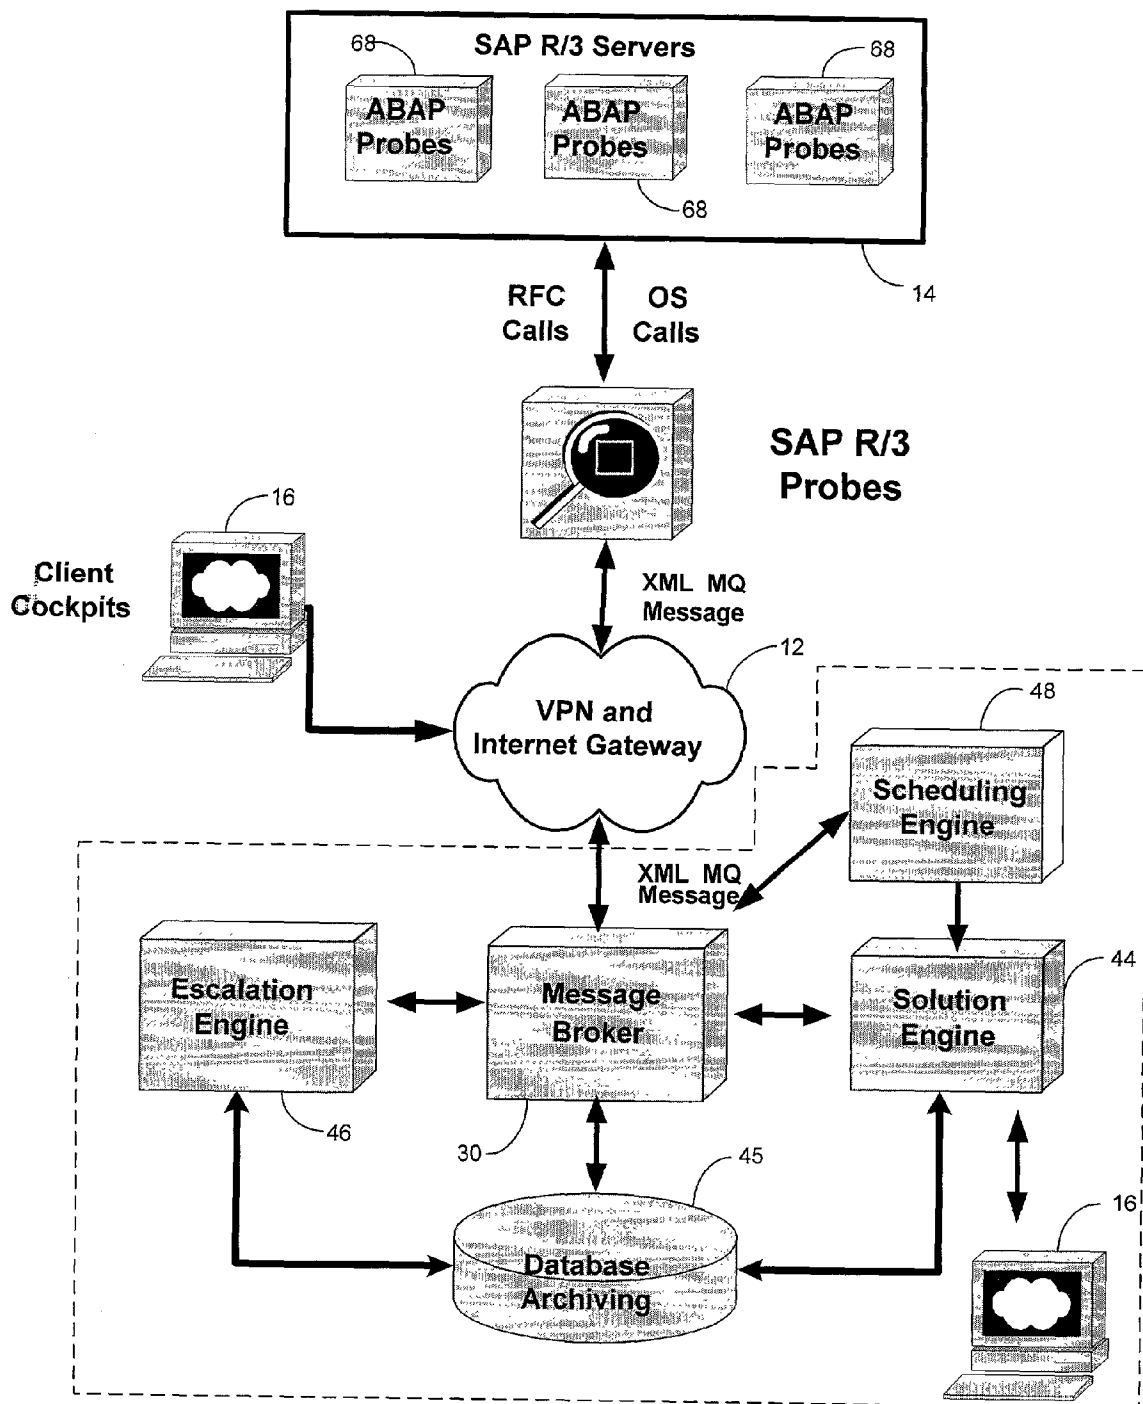 SAP R/3 Servers
68
68
ABAP
Probes
ABAP
Probes
ABAP
Probes
68
14
RFC
Calls
OS
Calls
SAP R/3
Probes
16
Client
Cockpits
XML MQ
Message
12
VPN and
Internet Gateway
48
Scheduling
Engine
XML MQ
Message
Escalation
Engine
Message
Broker
Solution
Engine
44
46
30
45
16
Database
Archiving